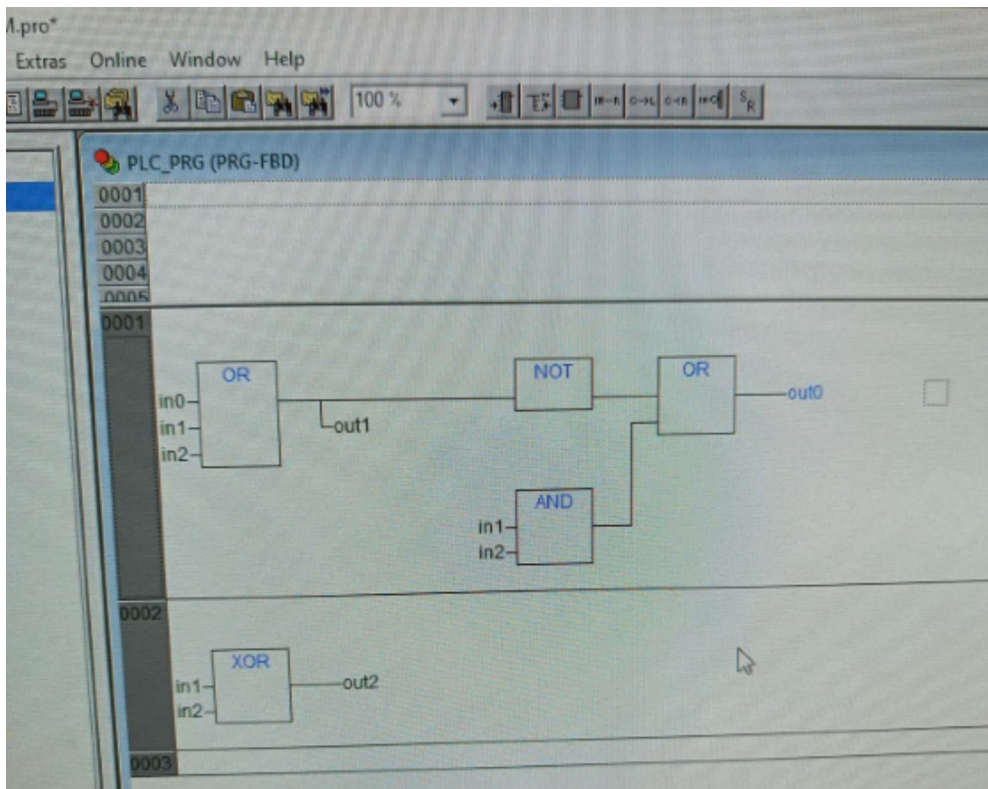 M.pro*
Extras Online Window Help
100 %
PLC_PRG (PRG-FBD)
0001
0002
0003
0004
0005
0001
OR NOT OR
in0 out0
in1 out1
in2
AND
in1
in2
0002
XOR
in1 out2
in2
0003